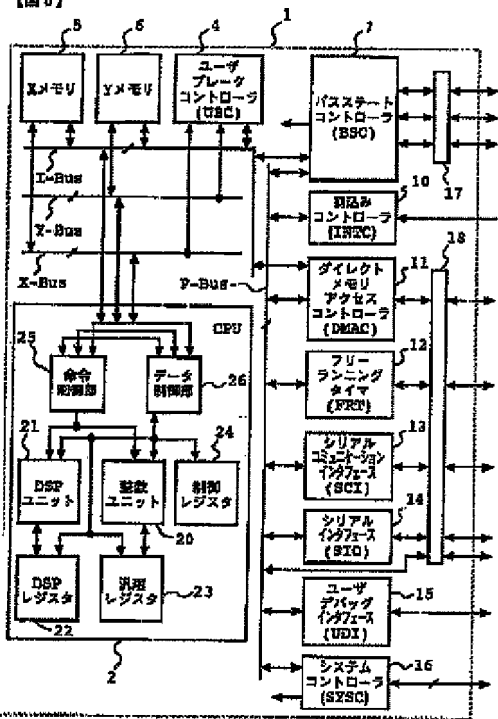 5
6
4
1
7
Xメモリ
Yメモリ
ユーザ
ブレーク
コントローラ
(UBC)
バスステート
コントローラ
(BSC)
17
I-Bus
Y-Bus
X-Bus
P-Bus
10
割込み
コントローラ
(INTC)
18
11
ダイレクト
メモリ
アクセス
コントローラ
(DMAC)
CPU
25
命令
制御部
データ
制御部
26
12
フリー
ランニング
タイマ
(FRT)
21
24
DSP
ユニット
整数
ユニット
制御
レジスタ
20
13
シリアル
コミュニケーション
インタフェース
(SCI)
14
シリアル
インタフェース
(SIO)
DSP
レジスタ
汎用
レジスタ
22
23
2
15
ユーザ
デバッグ
インタフェース
(UDI)
16
システム
コントローラ
(SYSC)